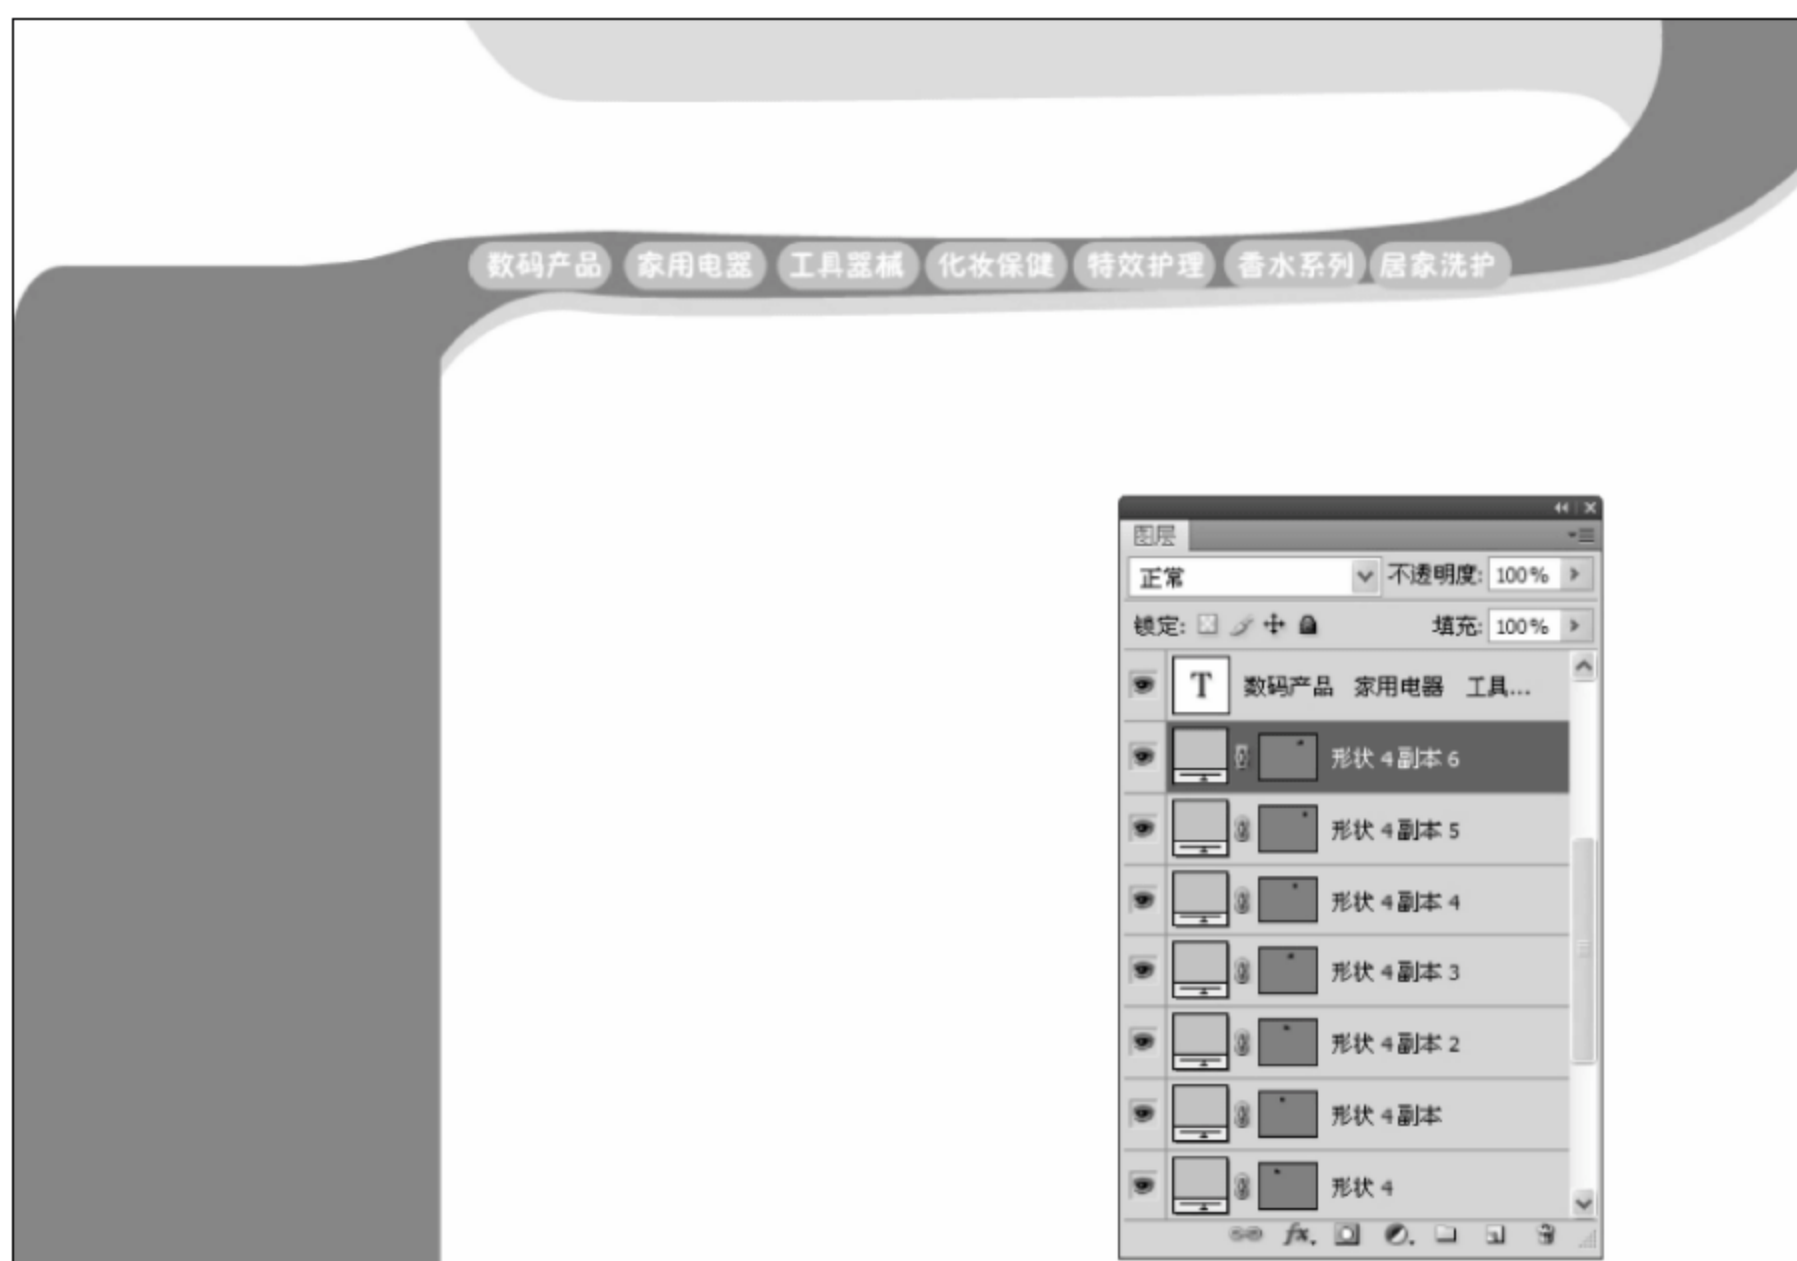 数码产品 家用电器 工具器械 化妆保健 特效护理 香水系列 居家洗护
图层
正常 不透明度: 100%
锁定: 填充: 100%
T 数码产品 家用电器 工具...
形状 4 副本 6
形状 4 副本 5
形状 4 副本 4
形状 4 副本 3
形状 4 副本 2
形状 4 副本
形状 4
fx.